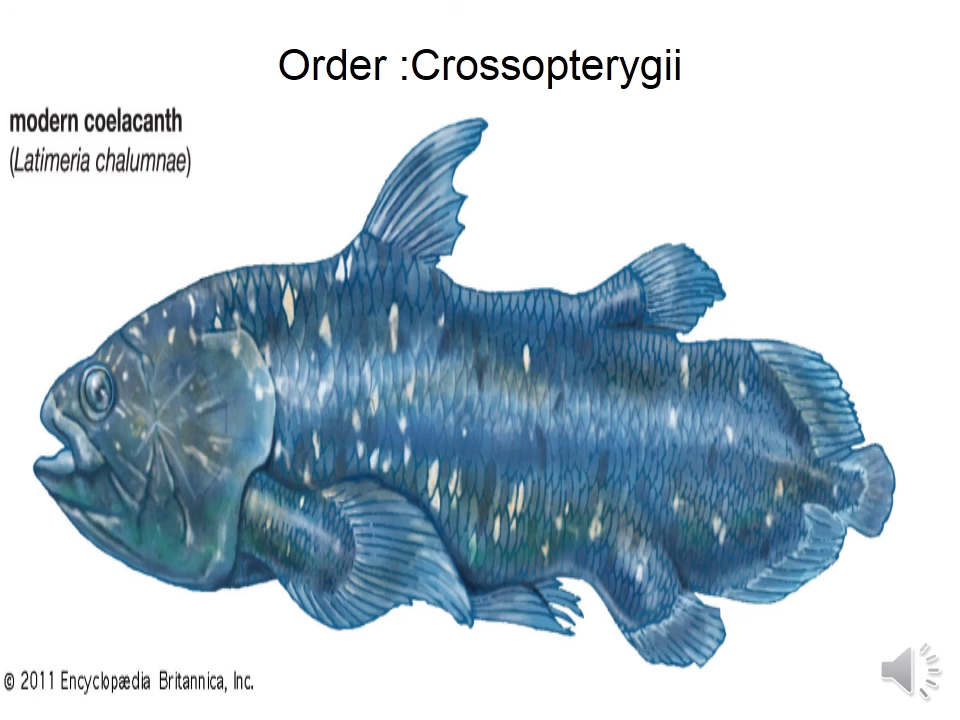 Order :Crossopterygii
modern coelacanth
(Latimeria chalumnae)
© 2011 Encyclopædia Britannica, Inc.